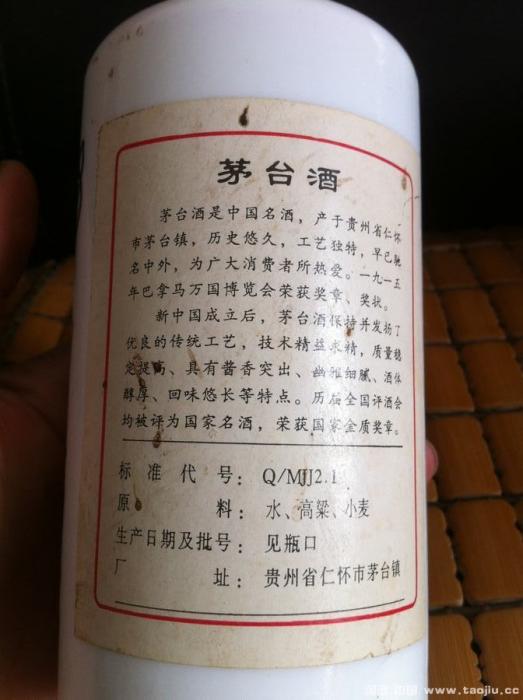 茅台酒
茅台酒是中国名酒，产于贵州省仁怀
市茅台镇，历史悠久，工艺独特，早已驰
名中外，为广大消费者所热爱。一九一五
年巴拿马万国博览会荣获奖章、奖状。
新中国成立后，茅台酒保持并发扬了
优良的传统工艺，技术精益求精，质量稳
定提高、具有酱香突出、幽雅细腻、酒体
醇厚、回味悠长等特点。历届全国评酒会
均被评为国家名酒，荣获国家金质奖章。
标准代号：Q/MJJ2.1
原料：水、高粱、小麦
生产日期及批号：见瓶口
厂址：贵州省仁怀市茅台镇
www.taojiu.cc